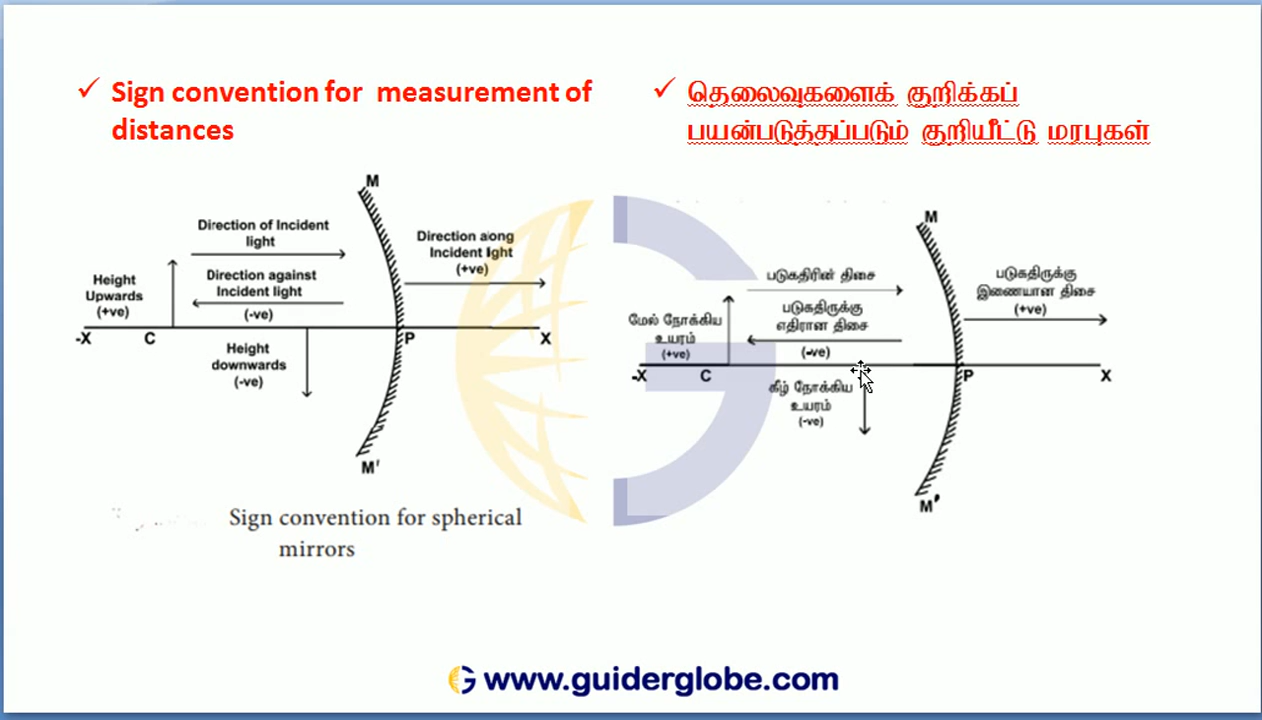 Sign convention for measurement of
distances
தொலைவுகளைக் குறிக்கப்
பயன்படுத்தப்படும் குறியீட்டு மரபுகள்
M
Direction of Incident
light
Direction along
Incident light
(+ve)
Direction against
Incident light
(-ve)
Height
Upwards
(+ve)
-X
C
P
X
Height
downwards
(-ve)
M'
Sign convention for spherical
mirrors
M
படுகதிரின் திசை
படுகதிருக்கு
இணையான திசை
(+ve)
படுகதிருக்கு
எதிரான திசை
(-ve)
மேல் நோக்கிய
உயரம்
(+ve)
-X
C
P
X
கீழ் நோக்கிய
உயரம்
(-ve)
M'
www.guiderglobe.com